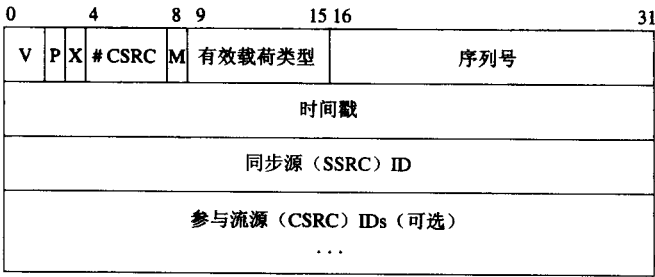 0 4 8 9 15 16 31
V P X # CSRC M 有效载荷类型 序列号
时间戳
同步源（SSRC）ID
参与流源（CSRC）IDs（可选）
···